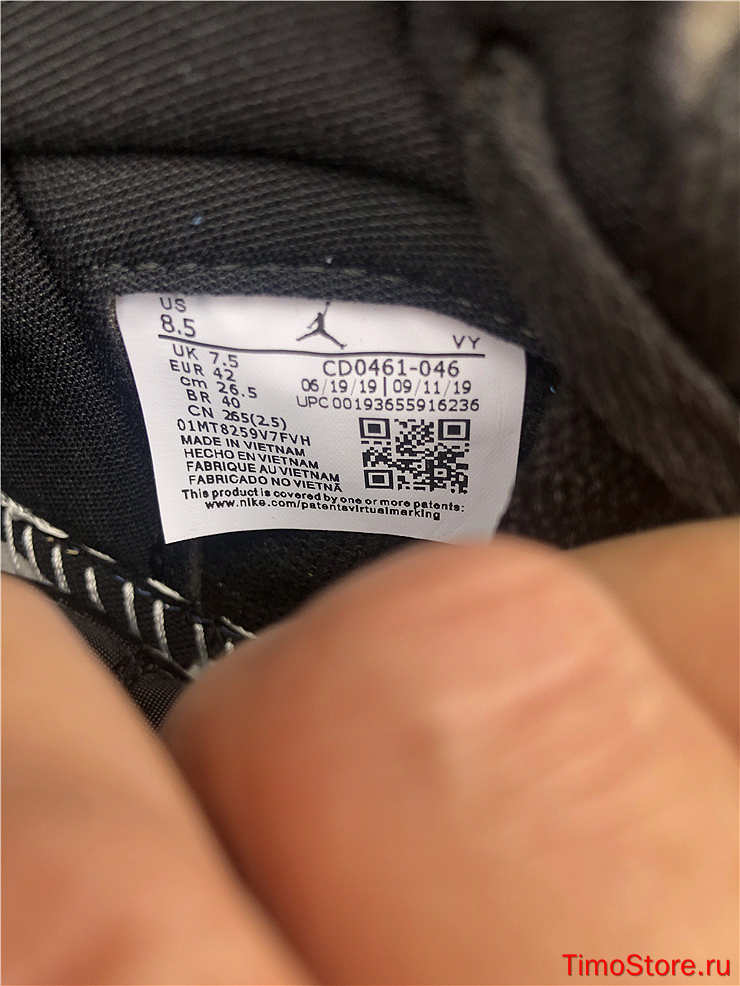 US
8.5
VY
UK 7.5
EUR 42
cm 26.5
BR 40
CN 265(2.5)
CD0461-046
06/19/19 | 09/11/19
UPC 00193655916236
01MT8259V7FVH
MADE IN VIETNAM
HECHO EN VIETNAM
FABRIQUE AU VIETNAM
FABRICADO NO VIETNÃ
This product is covered by one or more patents:
www.nike.com/patentsvirtualmarking
TimoStore.ru